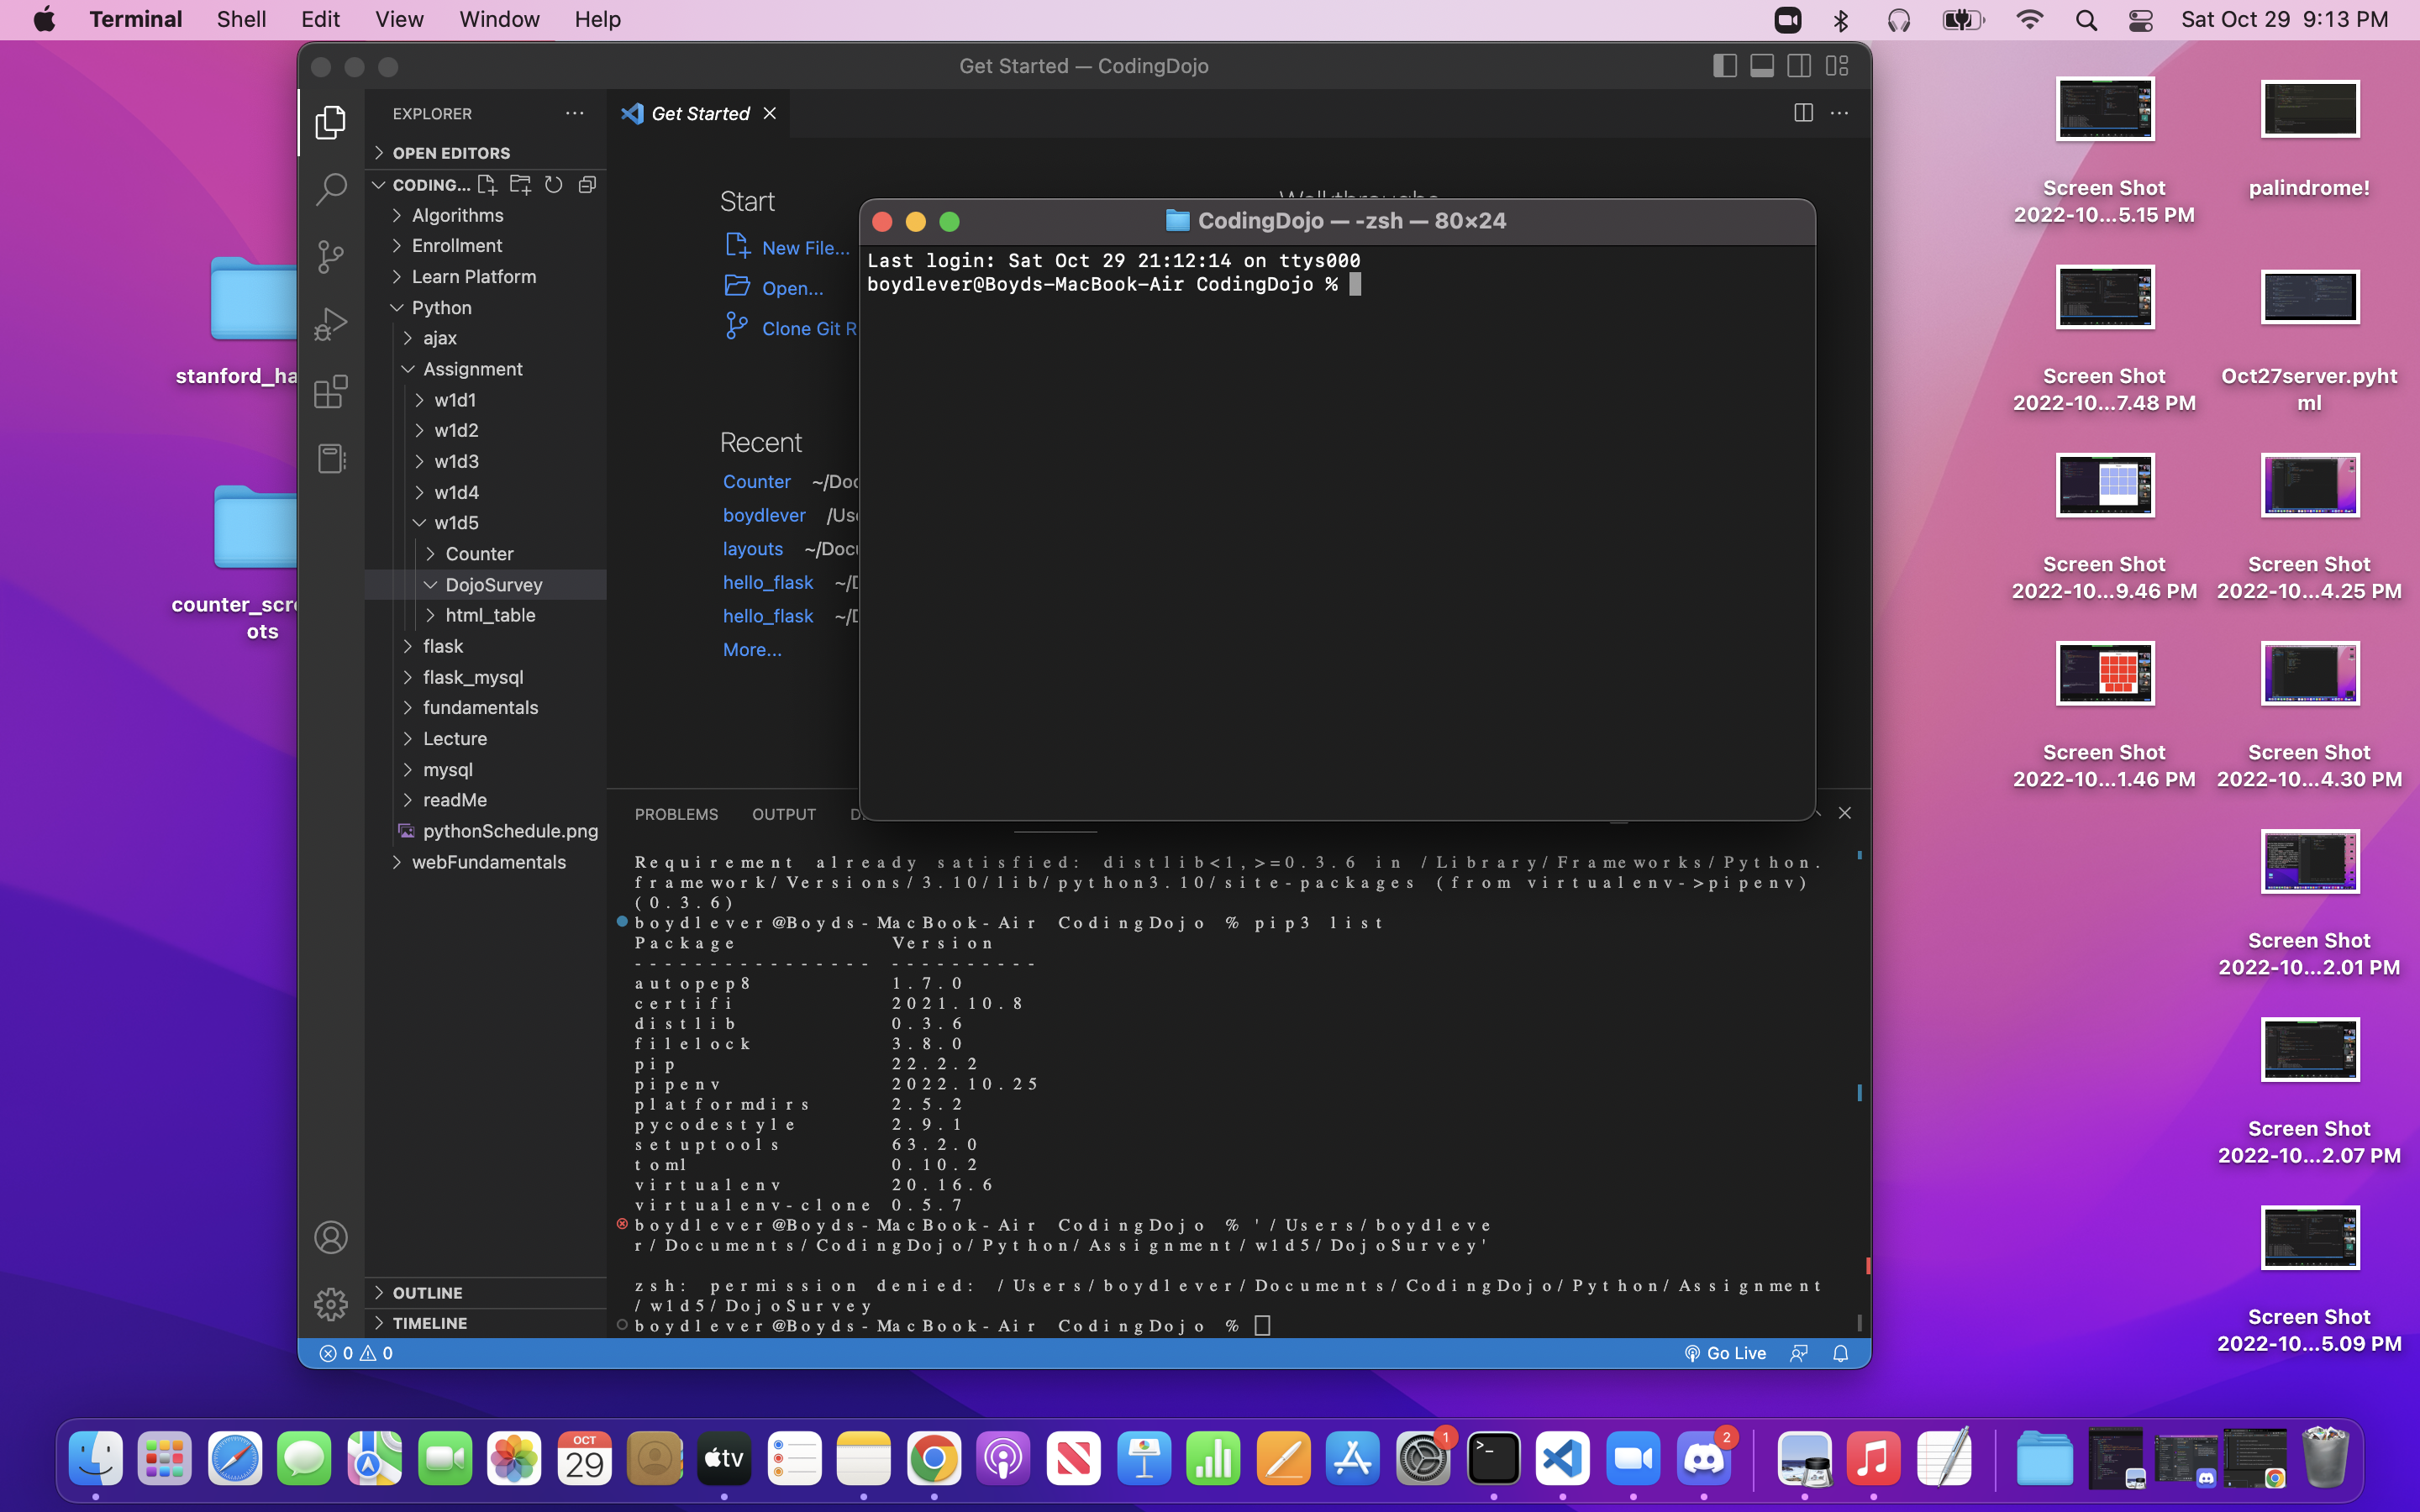 Terminal Shell Edit View Window Help Sat Oct 29 9:13 PM
Get Started — CodingDojo
EXPLORER
Get Started
OPEN EDITORS
CODING...
Algorithms
Enrollment
Learn Platform
Python
ajax
Assignment
w1d1
w1d2
w1d3
w1d4
w1d5
Counter
DojoSurvey
html_table
flask
flask_mysql
fundamentals
Lecture
mysql
readMe
pythonSchedule.png
webFundamentals
OUTLINE
TIMELINE
Start
New File...
Open...
Clone Git R
Recent
Counter ~/Doc
boydlever /Use
layouts ~/Docu
hello_flask ~/D
hello_flask ~/D
More...
CodingDojo — -zsh — 80×24
Last login: Sat Oct 29 21:12:14 on ttys000
boydlever@Boyds-MacBook-Air CodingDojo %
PROBLEMS OUTPUT
Requirement already satisfied: distlib<1,>=0.3.6 in /Library/Frameworks/Python.
framework/Versions/3.10/lib/python3.10/site-packages (from virtualenv->pipenv)
(0.3.6)
boydlever@Boyds-MacBook-Air CodingDojo % pip3 list
Package Version
---------------- ----------
autopep8 1.7.0
certifi 2021.10.8
distlib 0.3.6
filelock 3.8.0
pip 22.2.2
pipenv 2022.10.25
platformdirs 2.5.2
pycodestyle 2.9.1
setuptools 63.2.0
toml 0.10.2
virtualenv 20.16.6
virtualenv-clone 0.5.7
boydlever@Boyds-MacBook-Air CodingDojo % '/Users/boydleve
r/Documents/CodingDojo/Python/Assignment/w1d5/DojoSurvey'
zsh: permission denied: /Users/boydlever/Documents/CodingDojo/Python/Assignment
/w1d5/DojoSurvey
boydlever@Boyds-MacBook-Air CodingDojo %
0 0
Go Live
stanford_ha
counter_scre
ots
Screen Shot
2022-10...5.15 PM
palindrome!
Screen Shot
2022-10...7.48 PM
Oct27server.pyht
ml
Screen Shot
2022-10...9.46 PM
Screen Shot
2022-10...4.25 PM
Screen Shot
2022-10...1.46 PM
Screen Shot
2022-10...4.30 PM
Screen Shot
2022-10...2.01 PM
Screen Shot
2022-10...2.07 PM
Screen Shot
2022-10...5.09 PM
OCT
29
tv
1
2